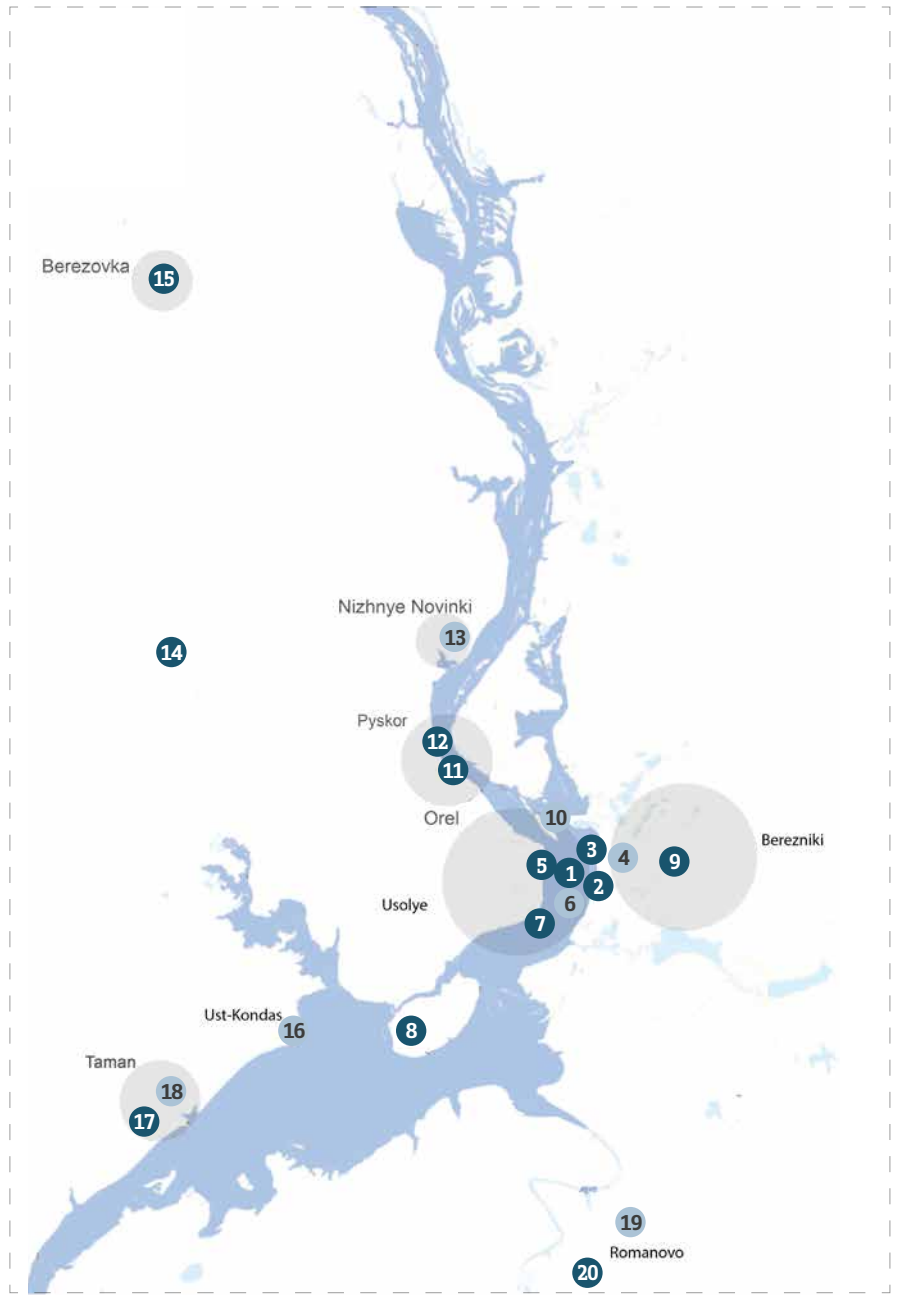 Berezovka
15
Nizhnye Novinki
13
14
Pyskor
12
11
Orel
10
Berezniki
3
4
9
5
1
2
Usolye
6
7
Ust-Kondas
16
8
Taman
18
17
19
Romanovo
20